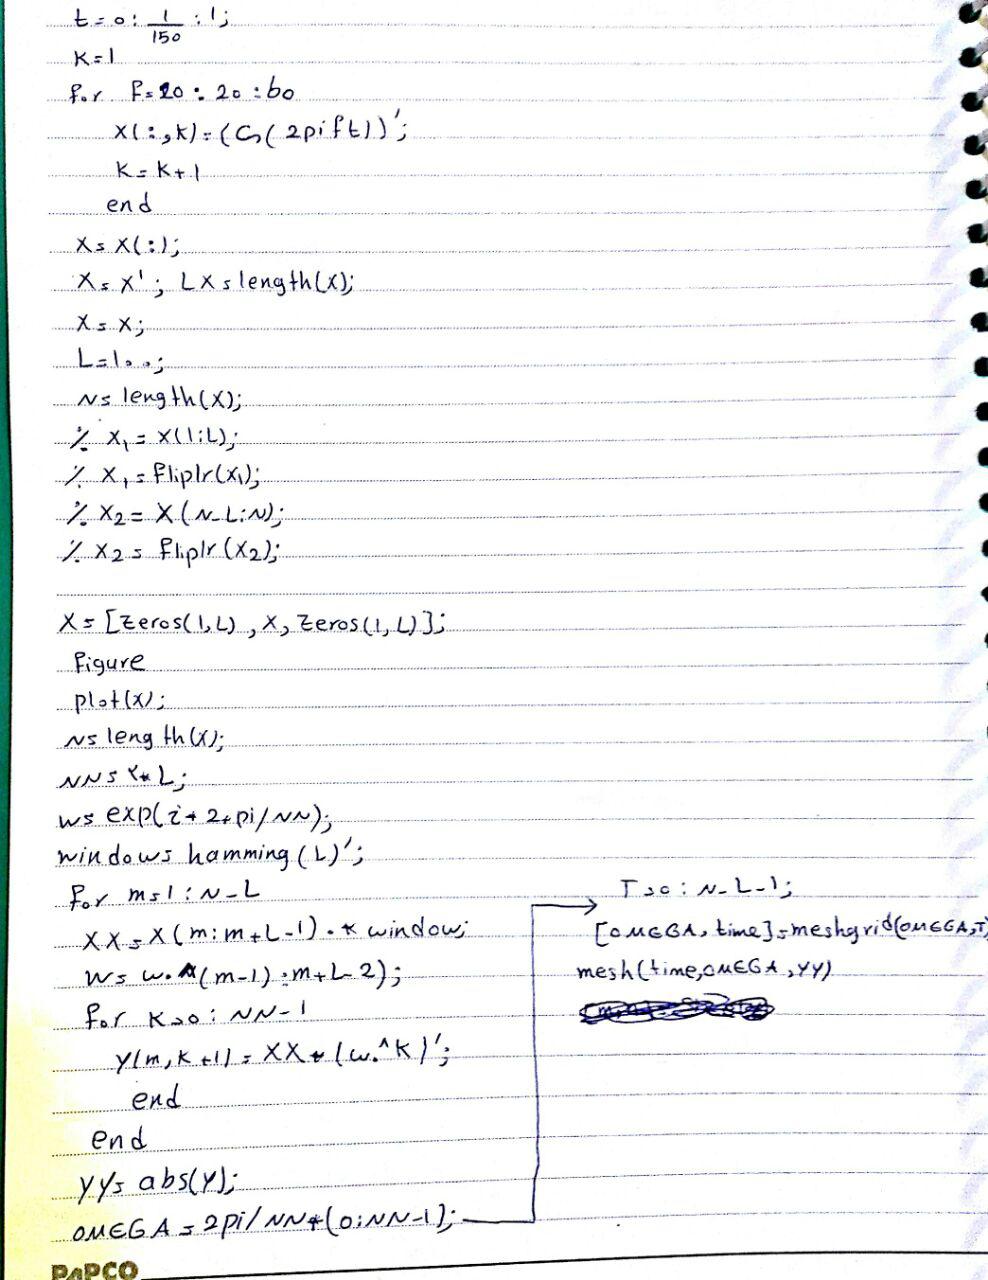 t=0:1/150:1;
K=1
for f=20:20:60
X(:,k)=(Cos(2pift))';
K=K+1
end
X=X(:);
X=X'; LX=length(X);
X=X;
L=100;
N=length(X);
% X1=X(1:L);
% X1=fliplr(X1);
% X2=X(N-L:N);
% X2=fliplr(X2);
X=[zeros(1,L),X,zeros(1,L)];
figure
plot(X);
N=length(X);
NN= L;
w=exp(i*2*pi/NN);
window=hamming(L)';
for m=1:N-L
XX=X(m:m+L-1).*window;
W=w.^(m-1):m+L-2);
for K=0:NN-1
Y(m,K+1)=XX*(w.^K)';
end
end
YY=abs(Y);
OMEGA=2pi/NN*(0:NN-1);
T=0:N-L-1;
[OMEGA,time]=meshgrid(OMEGA,T)
mesh(time,OMEGA,YY)
PAPCO